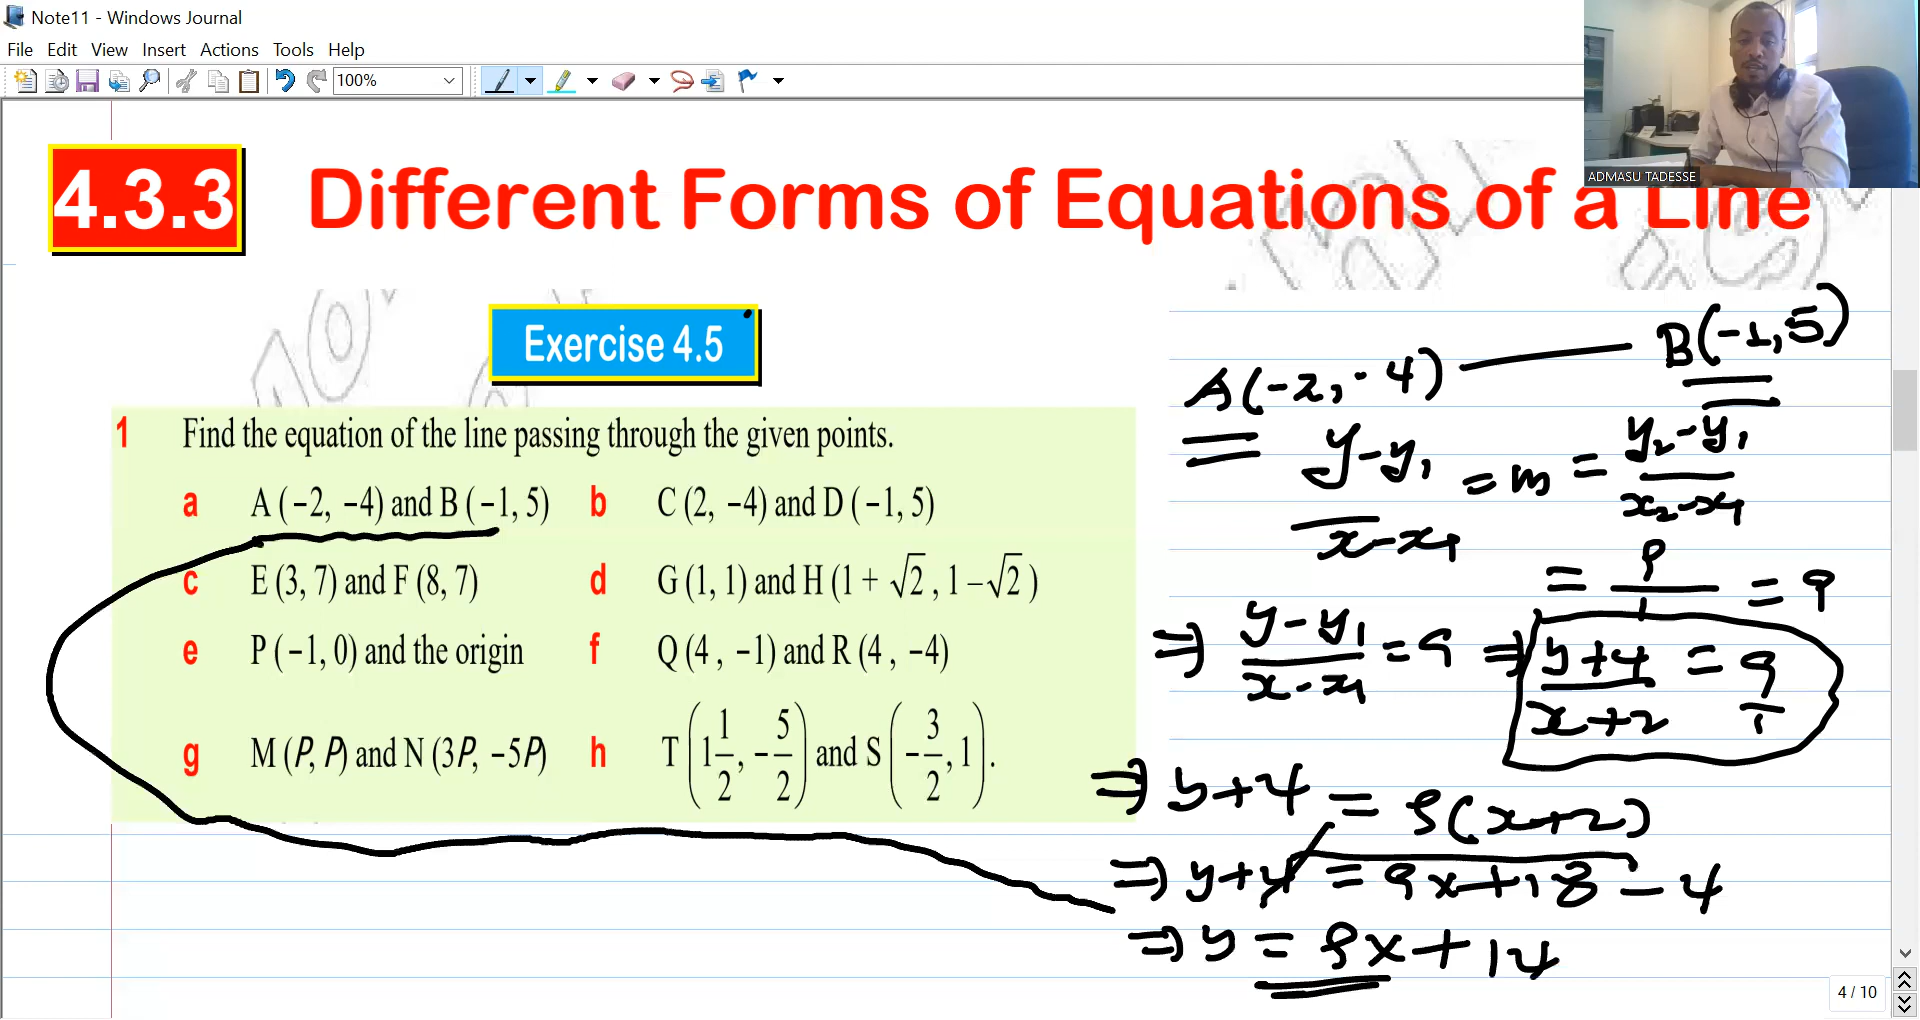 Note11 - Windows Journal
File Edit View Insert Actions Tools Help
100%
ADMASU TADESSE
4.3.3 Different Forms of Equations of a Line
Exercise 4.5
1 Find the equation of the line passing through the given points.
a A (−2, −4) and B (−1, 5) b C (2, −4) and D (−1, 5)
c E (3, 7) and F (8, 7) d G (1, 1) and H (1 + √2 , 1 – √2 )
e P (−1, 0) and the origin f Q (4 , −1) and R (4 , −4)
g M (P, P) and N (3P, −5P) h T (1 1/2, −5/2) and S (−3/2, 1).
A(-2, -4) B(-1, 5)
y-y₁/x-x₁ = m = y₂-y₁/x₂-x₁
= 9/1 = 9
⇒ y-y₁/x-x₁ = 9 ⇒ y+4/x+2 = 9/1
⇒ y+4 = 9(x+2)
⇒ y+4 = 9x+18 - 4
⇒ y = 9x+14
4 / 10